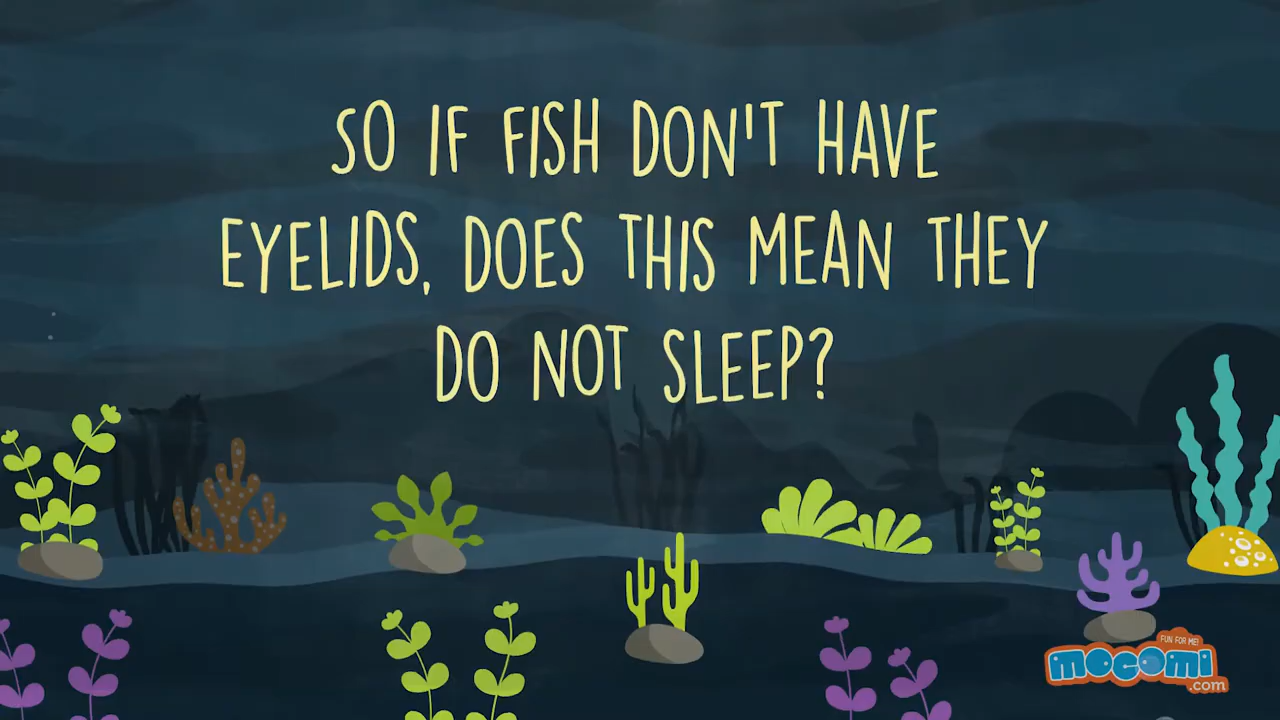 SO IF FISH DON'T HAVE
EYELIDS, DOES THIS MEAN THEY
DO NOT SLEEP?
FUN FOR ME!
mocomi
.com